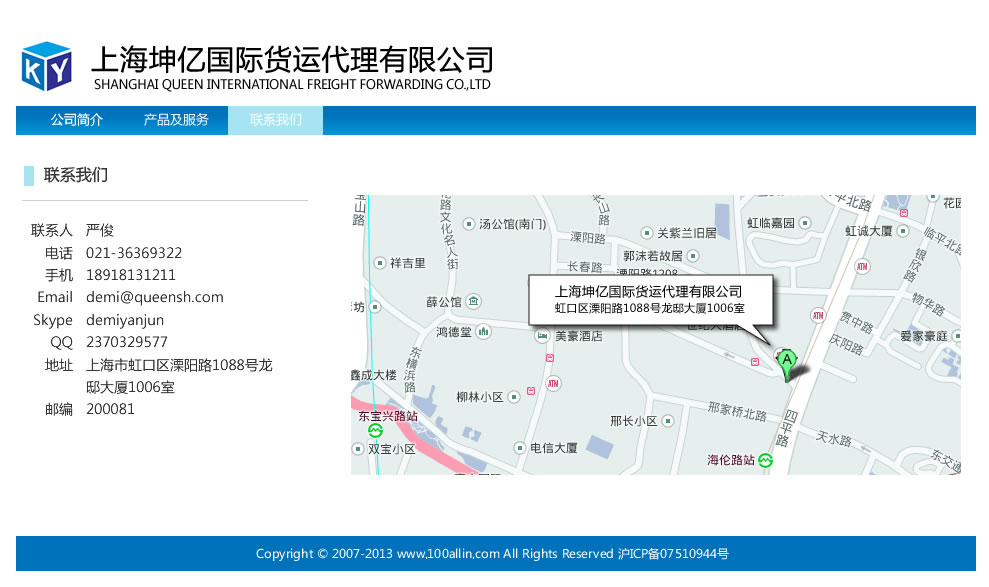 KY
上海坤亿国际货运代理有限公司
SHANGHAI QUEEN INTERNATIONAL FREIGHT FORWARDING CO.,LTD
公司简介 产品及服务 联系我们
联系我们
联系人 严俊
电话 021-36369322
手机 18918131211
Email demi@queensh.com
Skype demiyanjun
QQ 2370329577
地址 上海市虹口区溧阳路1088号龙
邸大厦1006室
邮编 200081
宝山路
路文化名人街
汤公馆(南门)
长山路
溧阳路
关紫兰旧居
虹临嘉园
平北路
花园
虹诚大厦
临平北路
祥吉里
长春路
郭沫若故居
溧阳路1208
ATM
银欣路
上海坤亿国际货运代理有限公司
虹口区溧阳路1088号龙邸大厦1006室
薛公馆
坊
鸿德堂
美豪酒店
ATM
贯中路
物华路
庆阳路
爱家豪庭
A
东横浜路
鑫成大楼
ATM
柳林小区
东宝兴路站
邢长小区
邢家桥北路
四平路
天水路
双宝小区
电信大厦
海伦路站
东交通
Copyright © 2007-2013 www.100allin.com All Rights Reserved 沪ICP备07510944号